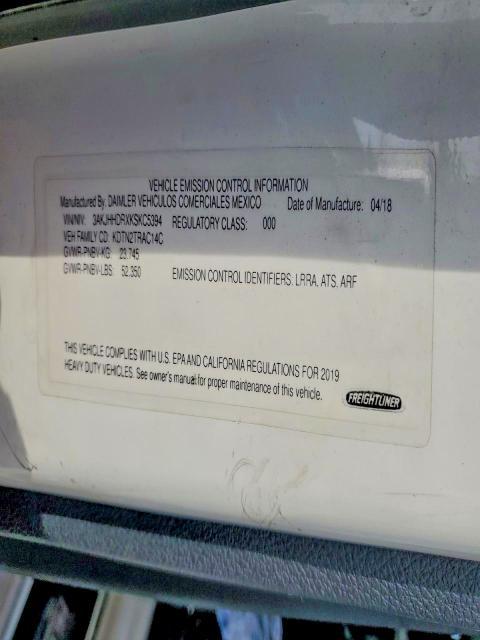 VEHICLE EMISSION CONTROL INFORMATION
Manufactured By: DAIMLER VEHICULOS COMERCIALES MEXICO Date of Manufacture: 04/18
VIN/NIV: 3AKJHHDRXKSKC5394 REGULATORY CLASS: 000
VEH FAMILY CD: KDTN2TRAC14C
GVWR-PNBV-KG: 23.745
GVWR-PNBV-LBS: 52.350 EMISSION CONTROL IDENTIFIERS. LRRA, ATS, ARF
THIS VEHICLE COMPLIES WITH U.S. EPA AND CALIFORNIA REGULATIONS FOR 2019
HEAVY DUTY VEHICLES. See owner's manual for proper maintenance of this vehicle.
FREIGHTLINER